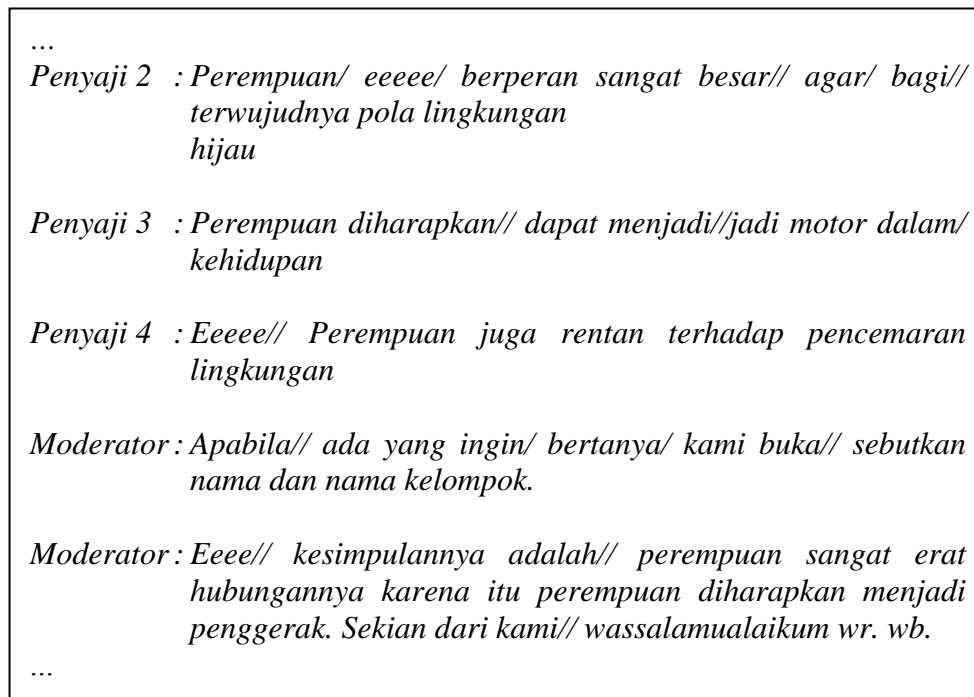 …
Penyaji 2 : Perempuan/ eeeee/ berperan sangat besar// agar/ bagi//
terwujudnya pola lingkungan
hijau
Penyaji 3 : Perempuan diharapkan// dapat menjadi//jadi motor dalam/
kehidupan
Penyaji 4 : Eeeee// Perempuan juga rentan terhadap pencemaran
lingkungan
Moderator : Apabila// ada yang ingin/ bertanya/ kami buka// sebutkan
nama dan nama kelompok.
Moderator : Eeee// kesimpulannya adalah// perempuan sangat erat
hubungannya karena itu perempuan diharapkan menjadi
penggerak. Sekian dari kami// wassalamualaikum wr. wb.
…